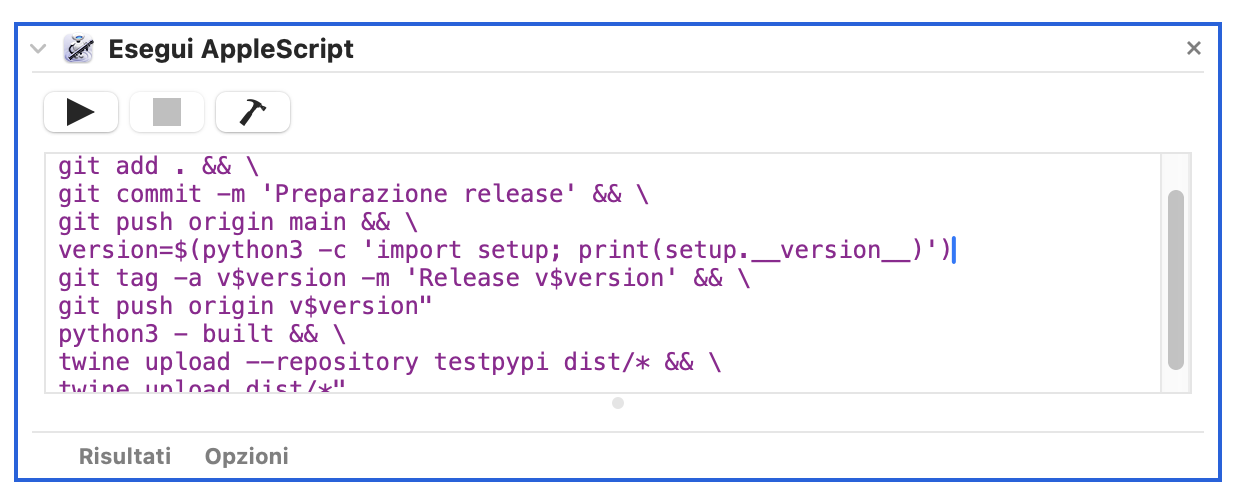 Esegui AppleScript
git add . && \
git commit -m 'Preparazione release' && \
git push origin main && \
version=$(python3 -c 'import setup; print(setup.__version__)')
git tag -a v$version -m 'Release v$version' && \
git push origin v$version"
python3 - built && \
twine upload --repository testpypi dist/* && \
twine upload dist/*"
Risultati Opzioni